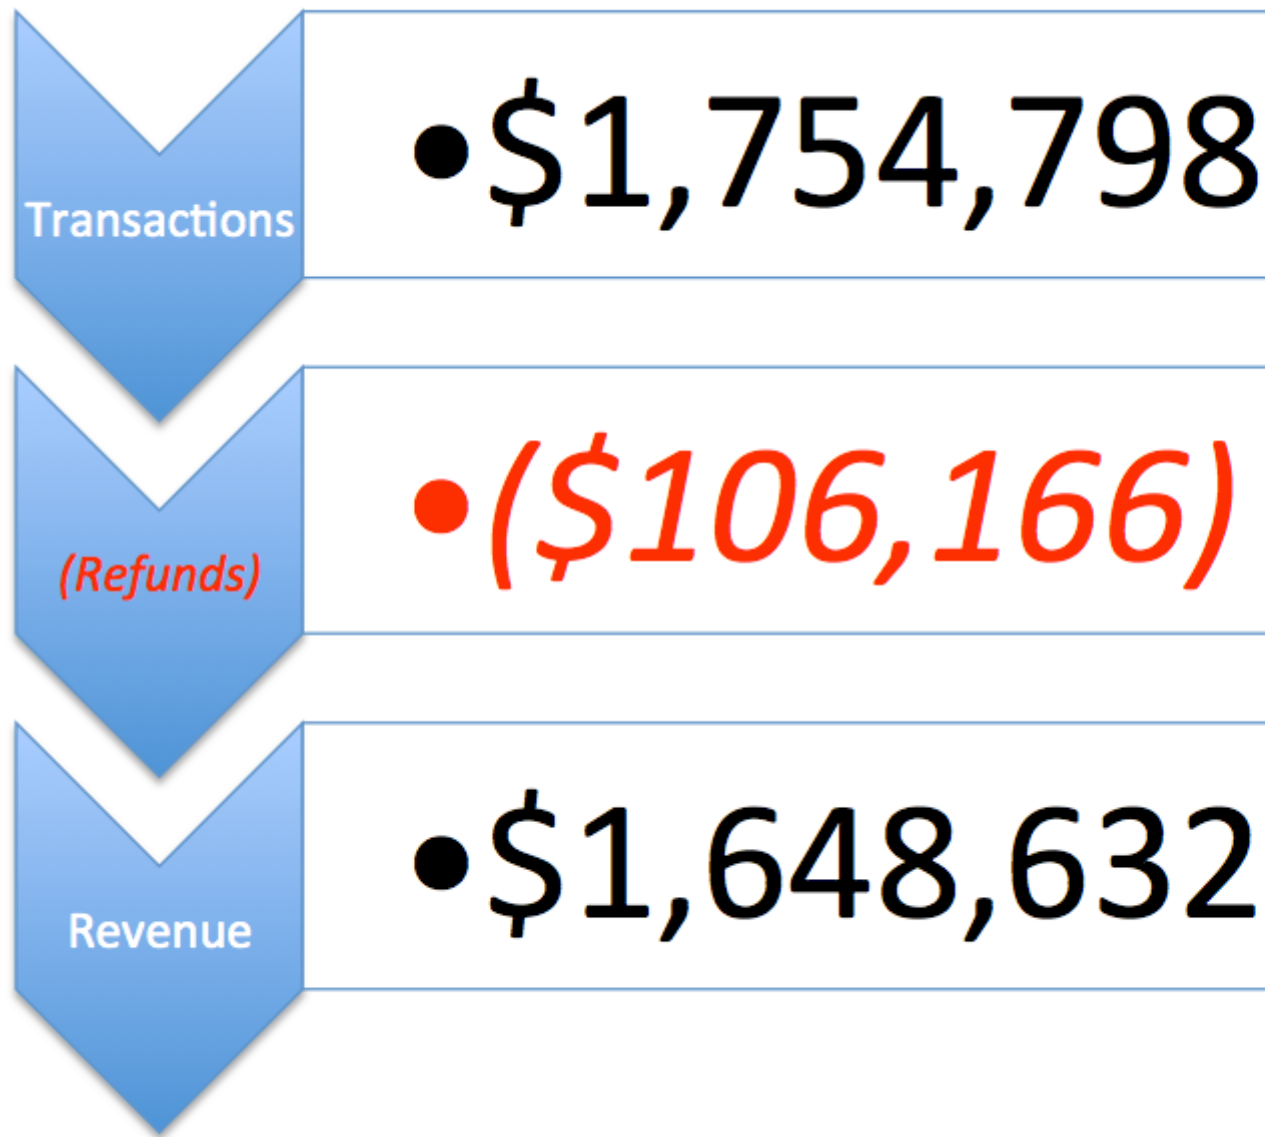 Transactions
•$1,754,798
(Refunds)
•($106,166)
Revenue
•$1,648,632